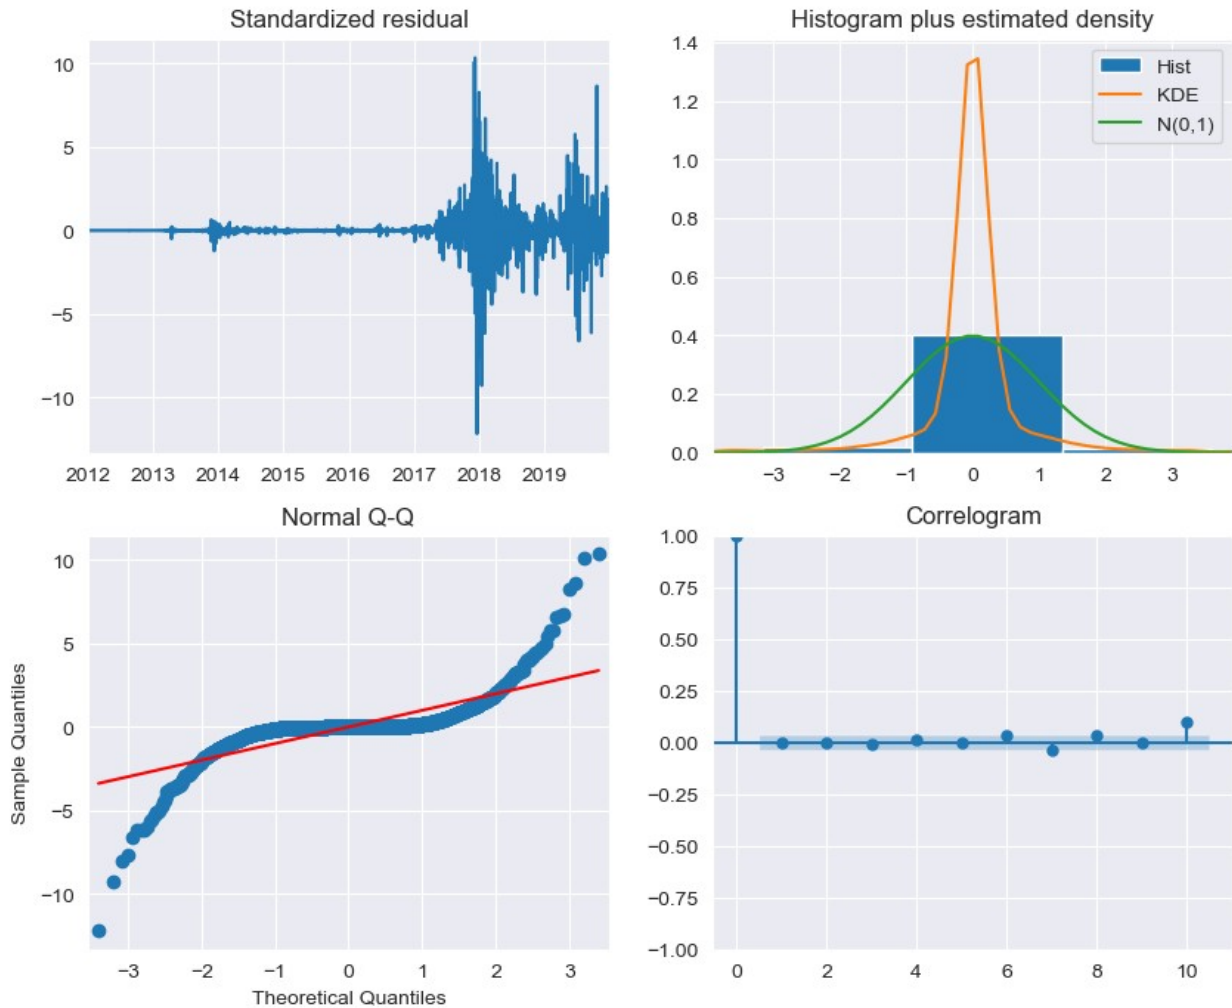 Standardized residual
10
5
0
−5
−10
2012 2013 2014 2015 2016 2017 2018 2019
Histogram plus estimated density
1.4
1.2
1.0
0.8
0.6
0.4
0.2
0.0
Hist
KDE
N(0,1)
−3 −2 −1 0 1 2 3
Normal Q-Q
Sample Quantiles
10
5
0
−5
−10
−3 −2 −1 0 1 2 3
Theoretical Quantiles
Correlogram
1.00
0.75
0.50
0.25
0.00
−0.25
−0.50
−0.75
−1.00
0 2 4 6 8 10